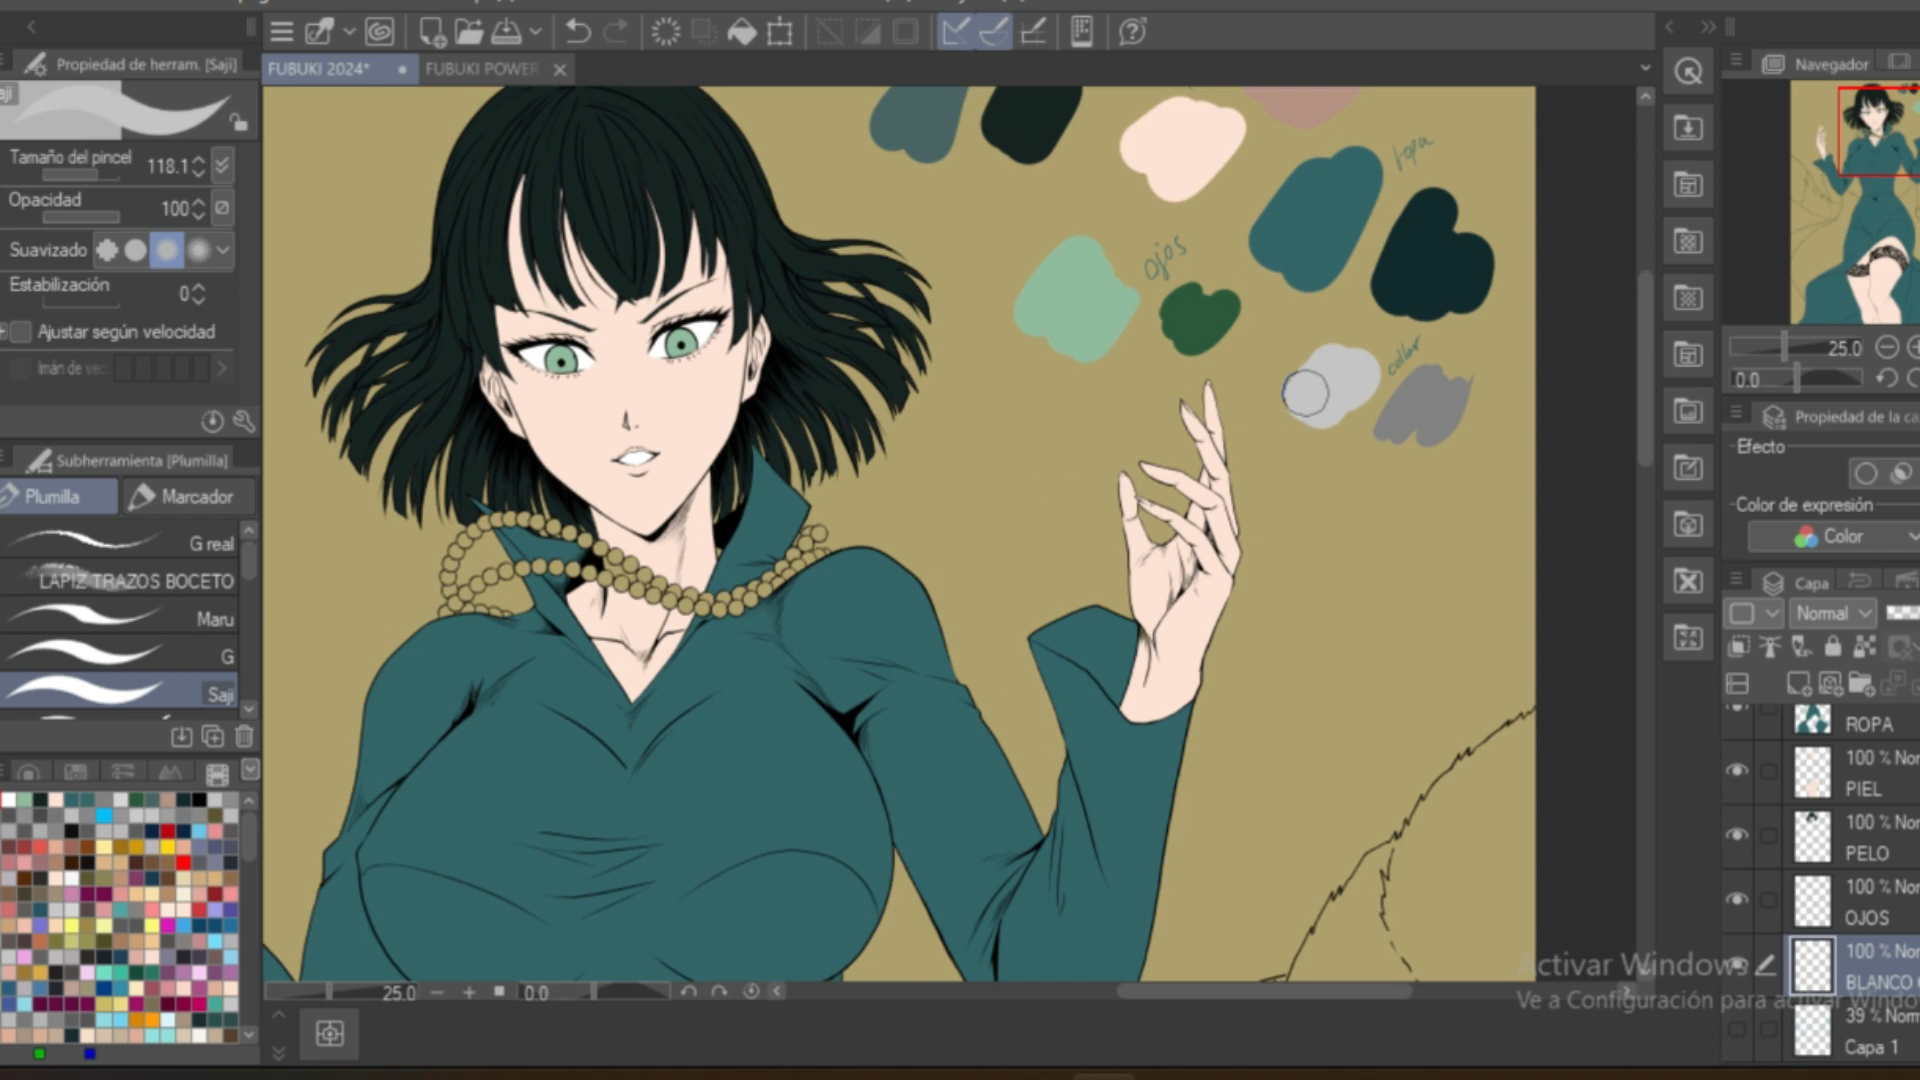 Propiedad de herram. [Saji]
FUBUKI 2024*
FUBUKI POWER
Navegador
Tamaño del pincel 118.1
Opacidad 100
Suavizado
Estabilización 0
Ajustar según velocidad
Imán de vec
Subherramienta [Plumilla]
Plumilla
Marcador
G real
LAPIZ TRAZOS BOCETO
Maru
G
Saji
ropa
ojos
collar
25.0
0.0
25.0
0.0
Propiedad de la ca
Efecto
Color de expresión
Color
Capa
Normal
ROPA
100 % Nor
PIEL
100 % Nor
PELO
100 % Nor
OJOS
100 % Nor
BLANCO
39 % Norm
Capa 1
Activar Windows
Ve a Configuración para activar Windo